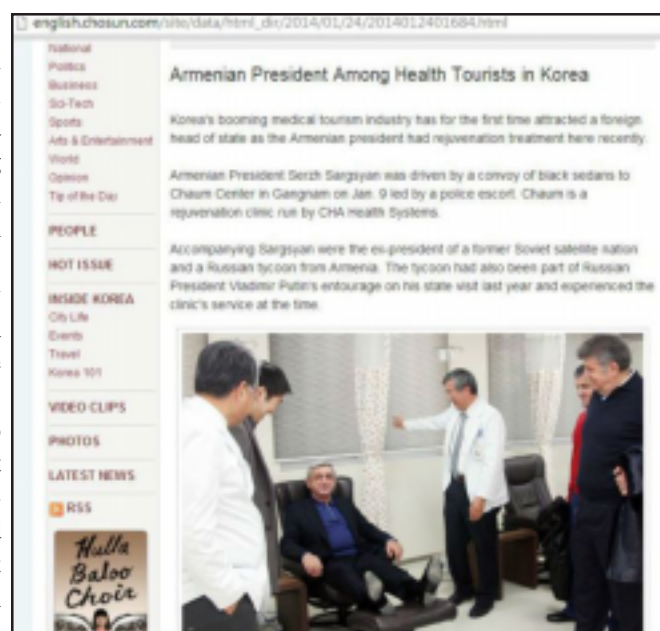 english.chosun.com/site/data/html_dir/2014/01/24/2014012401684.html
National
Politics
Business
Sci-Tech
Sports
Arts & Entertainment
World
Opinion
Tip of the Day
PEOPLE
HOT ISSUE
INSIDE KOREA
City Life
Events
Travel
Korea 101
VIDEO CLIPS
PHOTOS
LATEST NEWS
RSS
Hulla
Baloo
Choir
Armenian President Among Health Tourists in Korea
Korea's booming medical tourism industry has for the first time attracted a foreign
head of state as the Armenian president had rejuvenation treatment here recently.
Armenian President Serzh Sargsyan was driven by a convoy of black sedans to
Chaum Center in Gangnam on Jan. 9 led by a police escort. Chaum is a
rejuvenation clinic run by CHA Health Systems.
Accompanying Sargsyan were the ex-president of a former Soviet satellite nation
and a Russian tycoon from Armenia. The tycoon had also been part of Russian
President Vladimir Putin's entourage on his state visit last year and experienced the
clinic's service at the time.